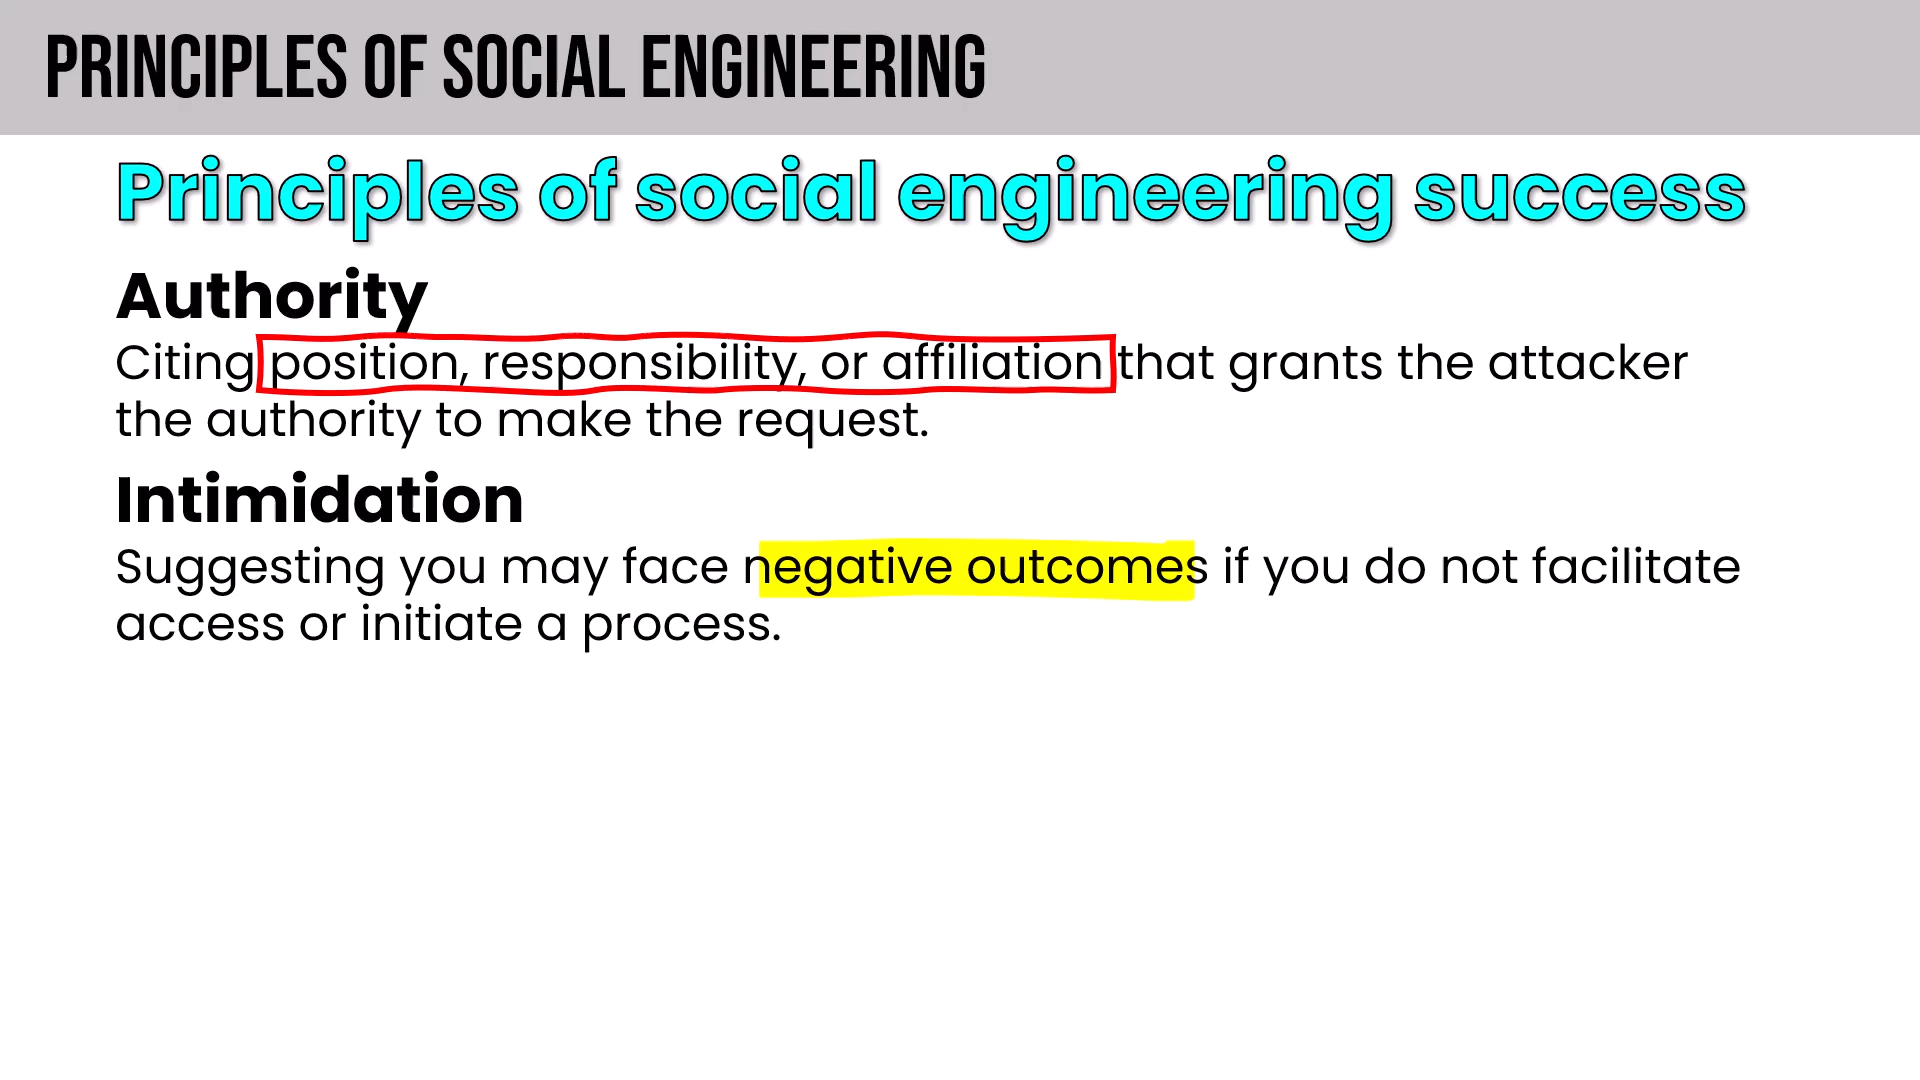 PRINCIPLES OF SOCIAL ENGINEERING
Principles of social engineering success
Authority
Citing position, responsibility, or affiliation that grants the attacker
the authority to make the request.
Intimidation
Suggesting you may face negative outcomes if you do not facilitate
access or initiate a process.